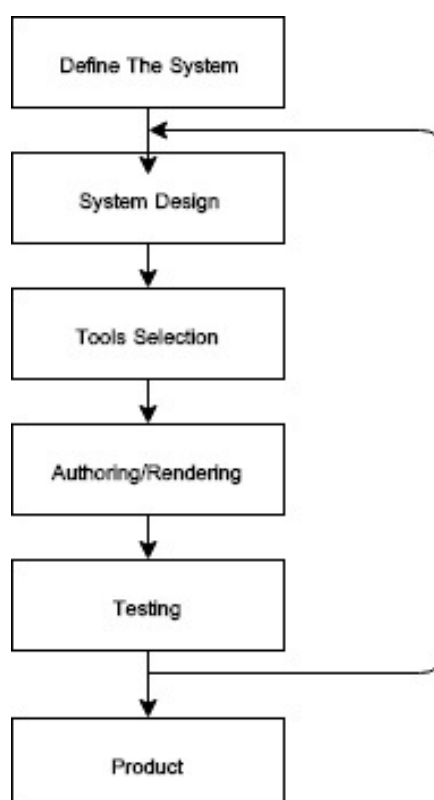 Define The System
System Design
Tools Selection
Authoring/Rendering
Testing
Product